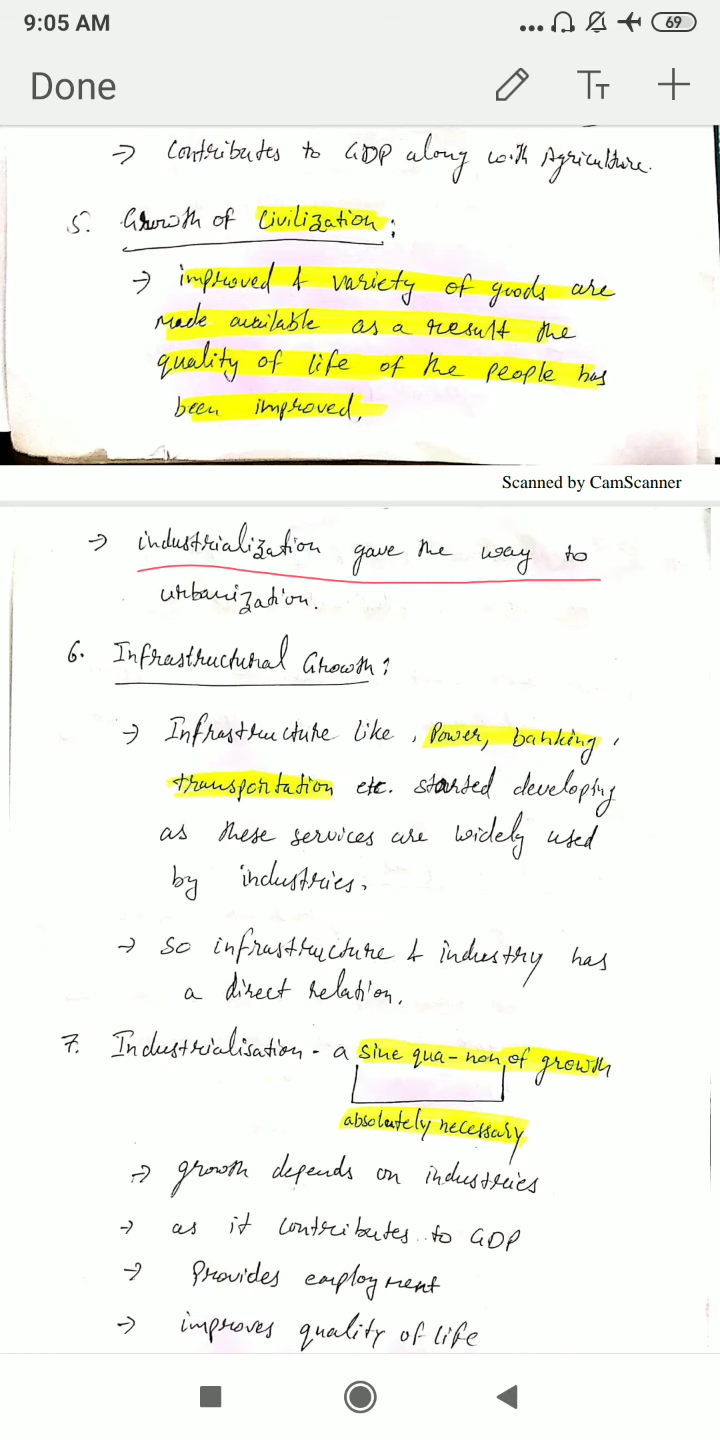 9:05 AM
69
Done
TT
→ Contributes to GDP along with Agriculture.
5. Growth of Civilization:
→ improved & variety of goods are
made available as a result the
quality of life of the people has
been improved.
Scanned by CamScanner
→ industrialization gave the way to
urbanization.
6. Infrastructural Growth:
→ Infrastructure like, Power, banking,
transportation etc. started developing
as these services are widely used
by industries.
→ so infrastructure & industry has
a direct relation.
7. Industrialisation - a sine qua-non of growth
absolutely necessary
→ growth depends on industries
→ as it contributes to GDP
→ Provides employment
→ improves quality of life